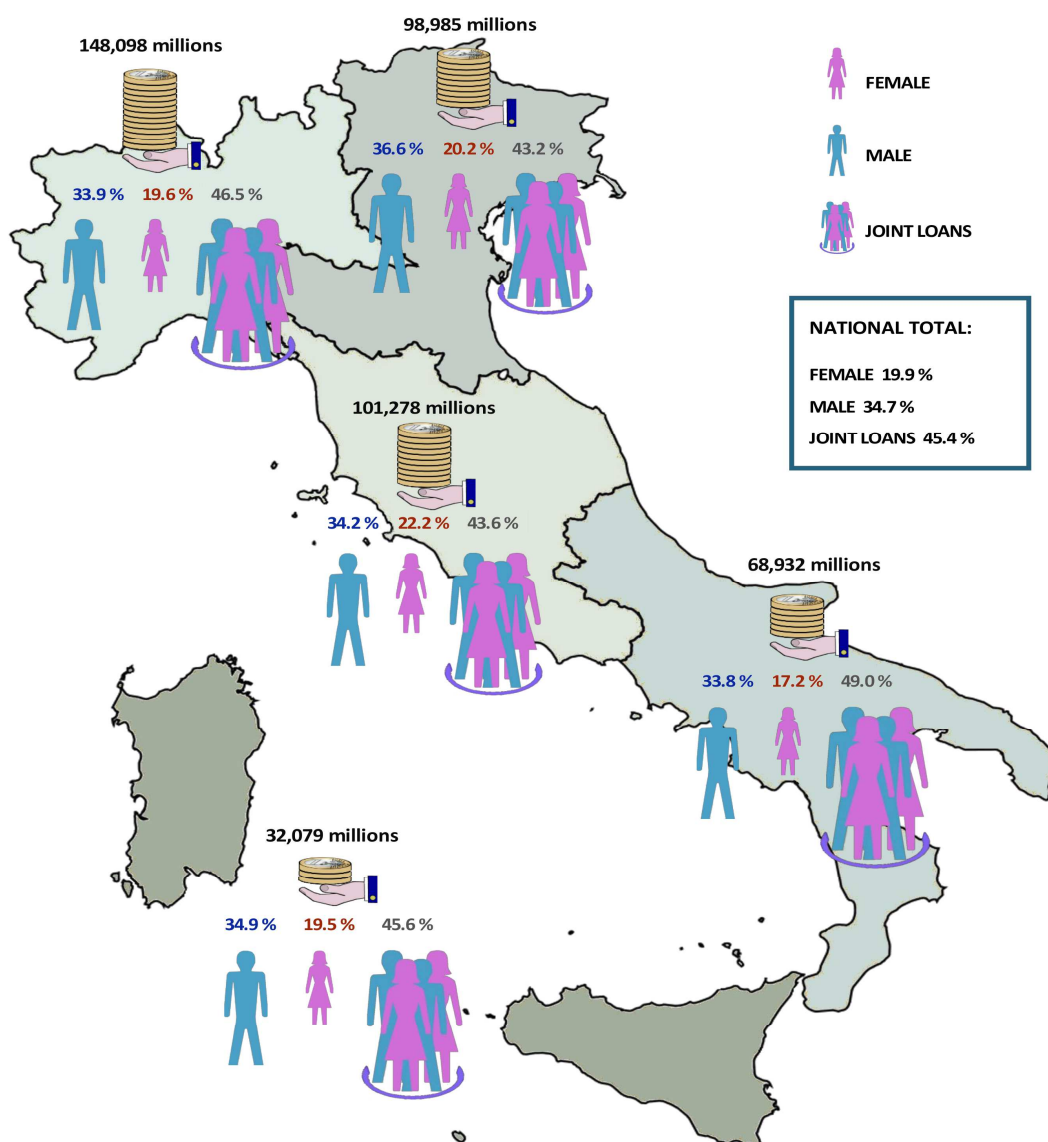 148,098 millions
33.9 % 19.6 % 46.5 %
98,985 millions
36.6 % 20.2 % 43.2 %
FEMALE
MALE
JOINT LOANS
NATIONAL TOTAL:
FEMALE 19.9 %
MALE 34.7 %
JOINT LOANS 45.4 %
101,278 millions
34.2 % 22.2 % 43.6 %
68,932 millions
33.8 % 17.2 % 49.0 %
32,079 millions
34.9 % 19.5 % 45.6 %